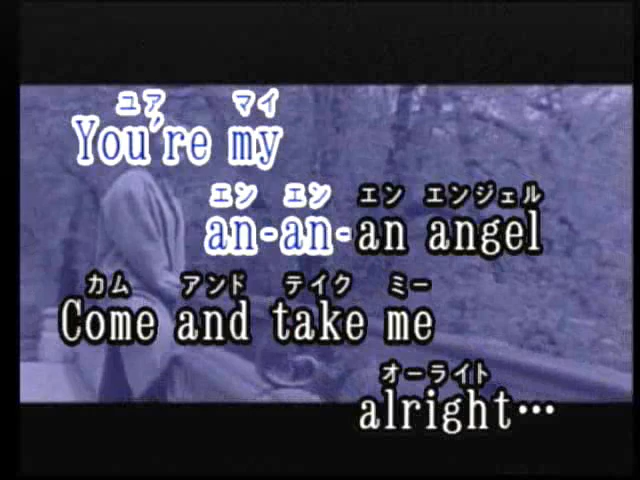 ユア マイ
You're my
エン エン エン エンジェル
an-an-an angel
カム アンド テイク ミー
Come and take me
オーライト
alright…